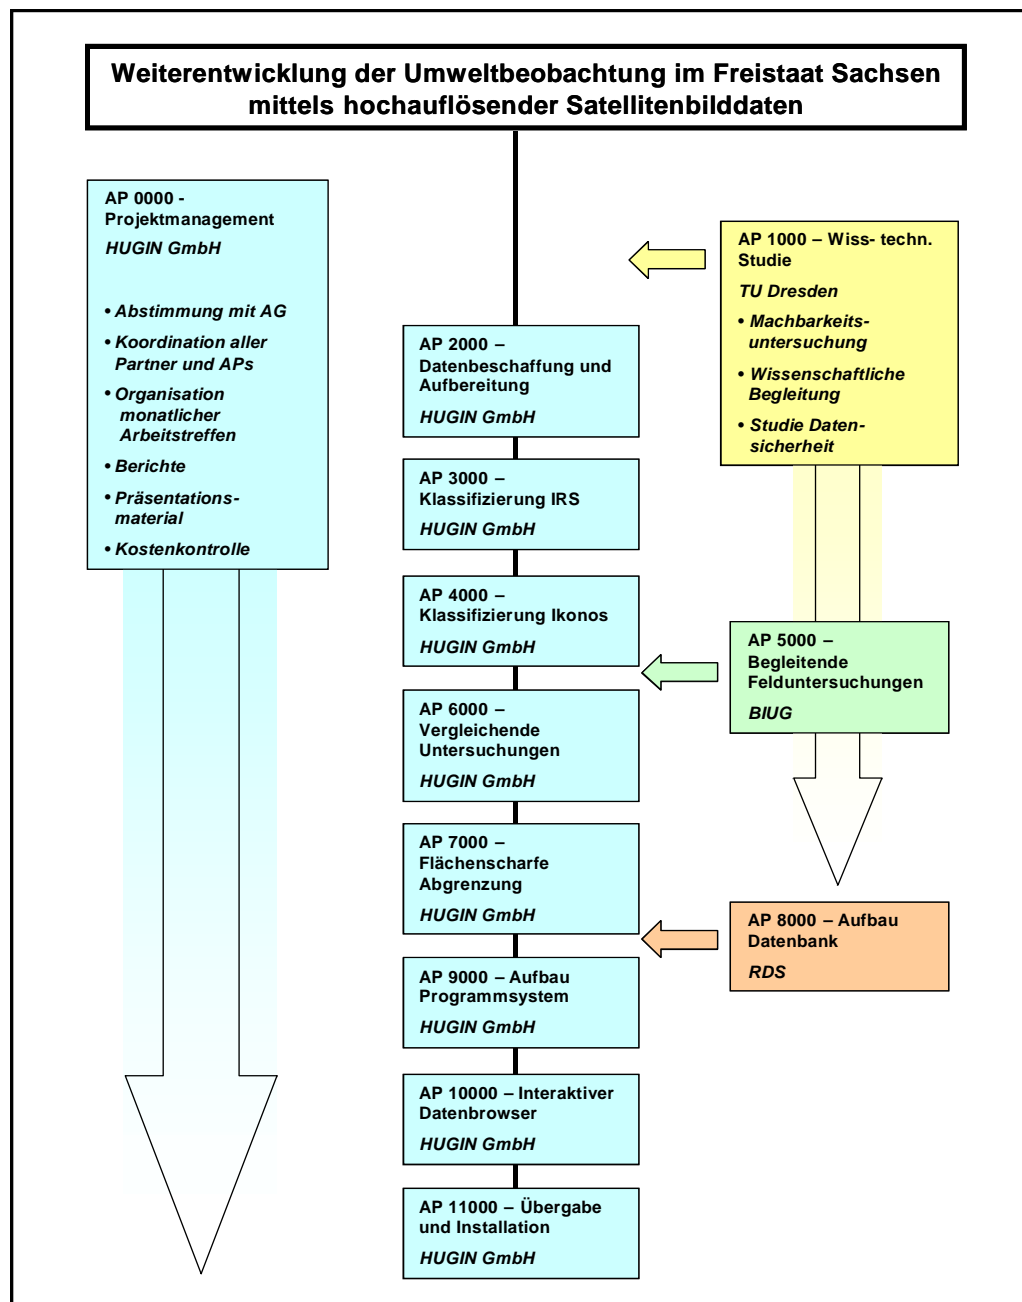 Weiterentwicklung der Umweltbeobachtung im Freistaat Sachsen
mittels hochauflösender Satellitenbilddaten
AP 0000 -
Projektmanagement
HUGIN GmbH
• Abstimmung mit AG
• Koordination aller
Partner und APs
• Organisation
monatlicher
Arbeitstreffen
• Berichte
• Präsentations-
material
• Kostenkontrolle
AP 1000 – Wiss- techn.
Studie
TU Dresden
• Machbarkeits-
untersuchung
• Wissenschaftliche
Begleitung
• Studie Daten-
sicherheit
AP 2000 –
Datenbeschaffung und
Aufbereitung
HUGIN GmbH
AP 3000 –
Klassifizierung IRS
HUGIN GmbH
AP 4000 –
Klassifizierung Ikonos
HUGIN GmbH
AP 5000 –
Begleitende
Felduntersuchungen
BIUG
AP 6000 –
Vergleichende
Untersuchungen
HUGIN GmbH
AP 7000 –
Flächenscharfe
Abgrenzung
HUGIN GmbH
AP 8000 – Aufbau
Datenbank
RDS
AP 9000 – Aufbau
Programmsystem
HUGIN GmbH
AP 10000 – Interaktiver
Datenbrowser
HUGIN GmbH
AP 11000 – Übergabe
und Installation
HUGIN GmbH